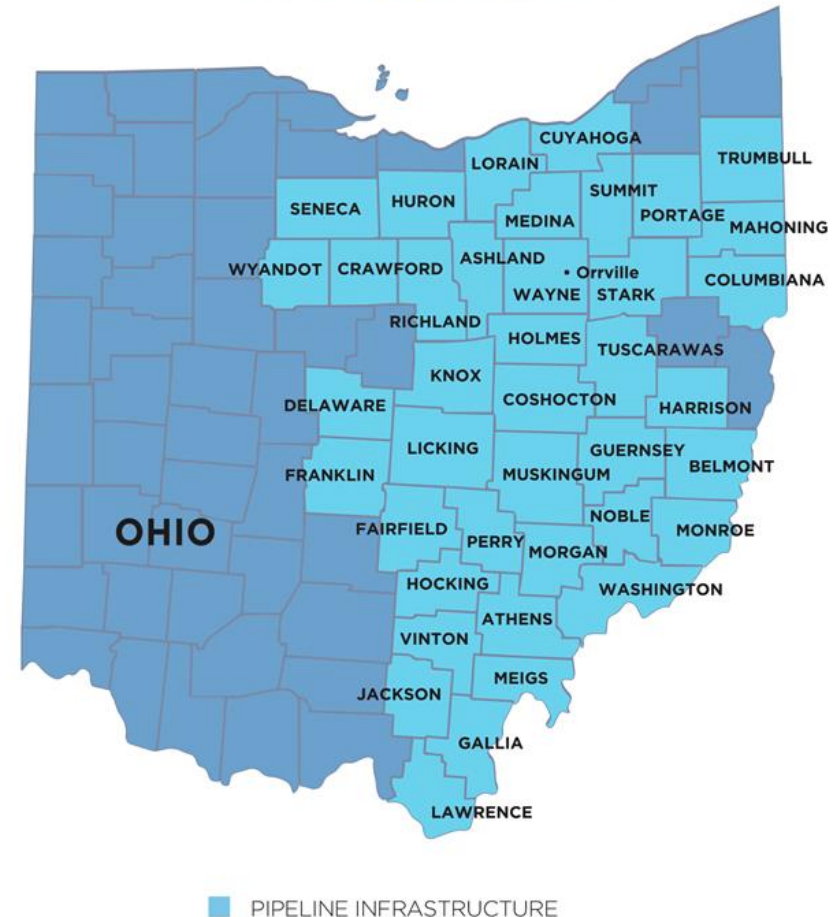 CUYAHOGA
LORAIN
TRUMBULL
SUMMIT
HURON
SENECA
PORTAGE
MEDINA
MAHONING
ASHLAND
WYANDOT
CRAWFORD
• Orrville
COLUMBIANA
WAYNE
STARK
RICHLAND
HOLMES
TUSCARAWAS
KNOX
COSHOCTON
DELAWARE
HARRISON
LICKING
GUERNSEY
BELMONT
FRANKLIN
MUSKINGUM
NOBLE
FAIRFIELD
OHIO
MONROE
PERRY
MORGAN
HOCKING
WASHINGTON
ATHENS
VINTON
MEIGS
JACKSON
GALLIA
LAWRENCE
PIPELINE INFRASTRUCTURE